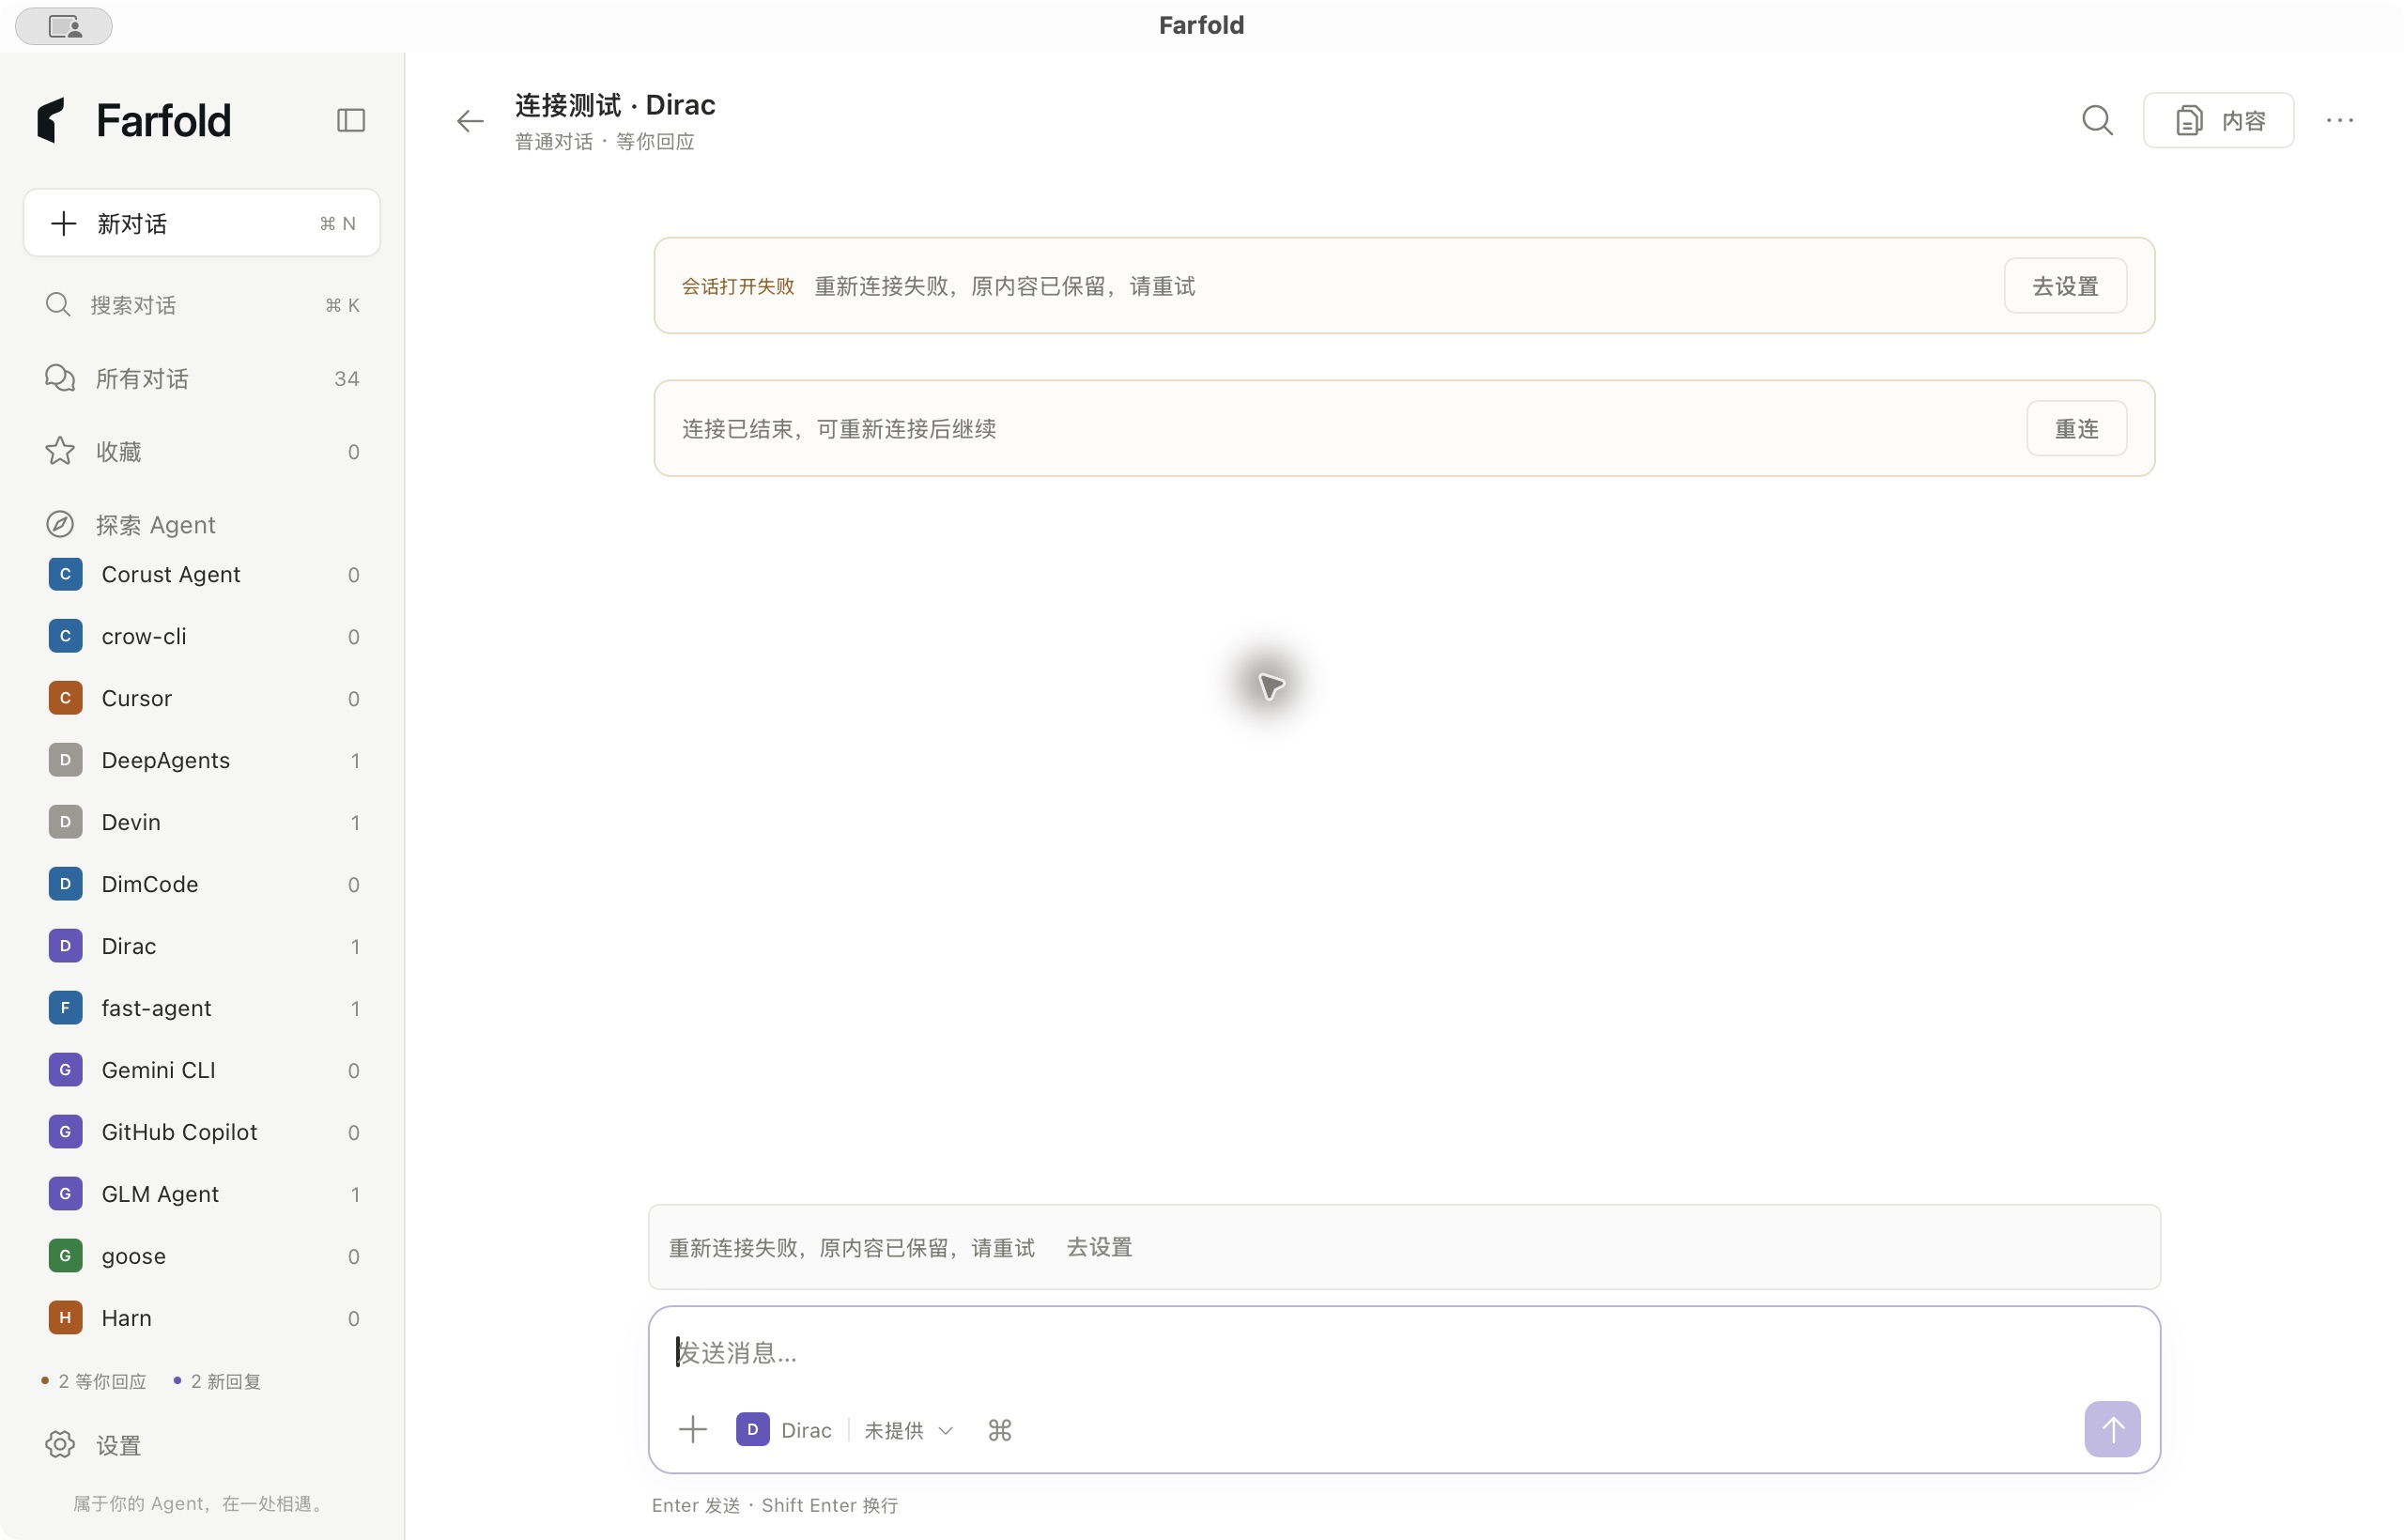 Farfold
Farfold
新对话 ⌘ N
搜索对话 ⌘ K
所有对话 34
收藏 0
探索 Agent
C Corust Agent 0
C crow-cli 0
C Cursor 0
D DeepAgents 1
D Devin 1
D DimCode 0
D Dirac 1
F fast-agent 1
G Gemini CLI 0
G GitHub Copilot 0
G GLM Agent 1
G goose 0
H Harn 0
2 等你回应 2 新回复
设置
属于你的 Agent，在一处相遇。
连接测试 · Dirac
普通对话 · 等你回应
内容
会话打开失败 重新连接失败，原内容已保留，请重试 去设置
连接已结束，可重新连接后继续 重连
重新连接失败，原内容已保留，请重试 去设置
发送消息...
D Dirac 未提供 ⌘
Enter 发送 · Shift Enter 换行